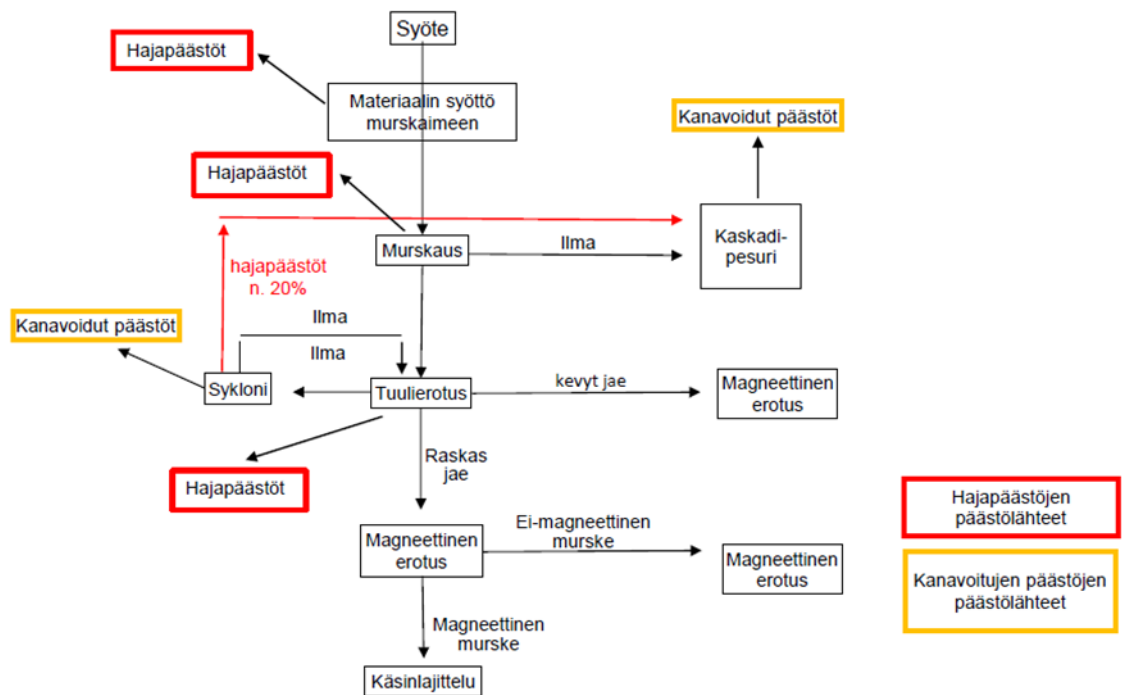 Syöte
Hajapäästöt
Materiaalin syöttö
murskaimeen
Kanavoidut päästöt
Hajapäästöt
Murskaus
Ilma
Kaskadi-
pesuri
hajapäästöt
n. 20%
Kanavoidut päästöt
Ilma
Ilma
Sykloni
Tuulierotus
kevyt jae
Magneettinen
erotus
Raskas
jae
Hajapäästöt
Hajapäästöjen
päästölähteet
Magneettinen
erotus
Ei-magneettinen
murske
Magneettinen
erotus
Kanavoitujen päästöjen
päästölähteet
Magneettinen
murske
Käsinlajittelu